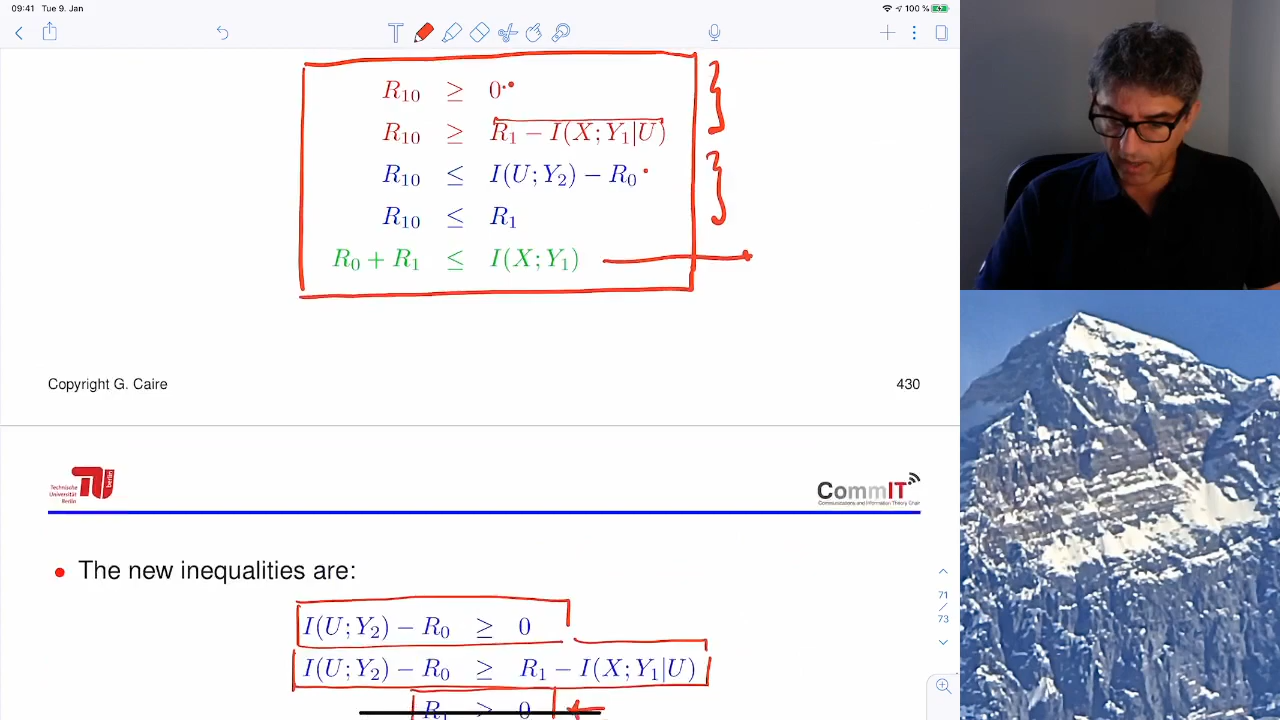 09:41 Tue 9. Jan
100 %
R₁₀ ≥ 0
R₁₀ ≥ R₁ − I(X; Y₁|U)
R₁₀ ≤ I(U; Y₂) − R₀
R₁₀ ≤ R₁
R₀ + R₁ ≤ I(X; Y₁)
Copyright G. Caire 430
Technische Universität Berlin
CommIT
Communications and Information Theory Chair
• The new inequalities are:
I(U; Y₂) − R₀ ≥ 0
I(U; Y₂) − R₀ ≥ R₁ − I(X; Y₁|U)
R₁ ≥ 0
71
/
73